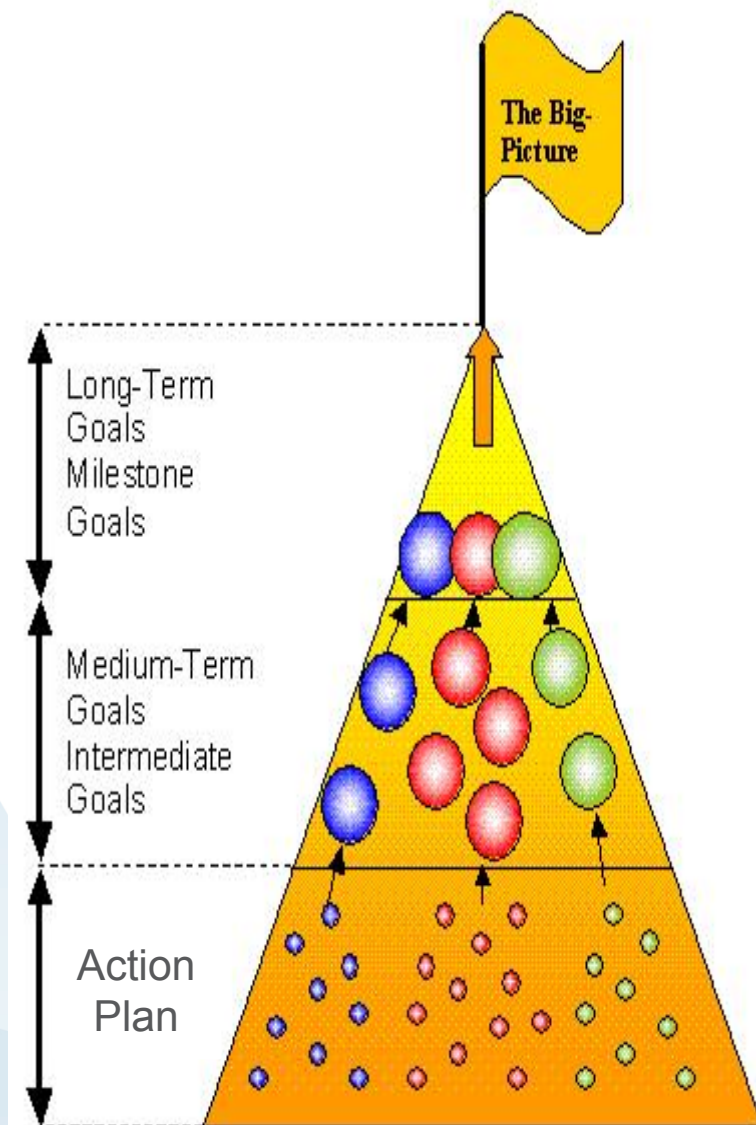 The Big-
Picture
Long-Term
Goals
Milestone
Goals
Medium-Term
Goals
Intermediate
Goals
Action
Plan